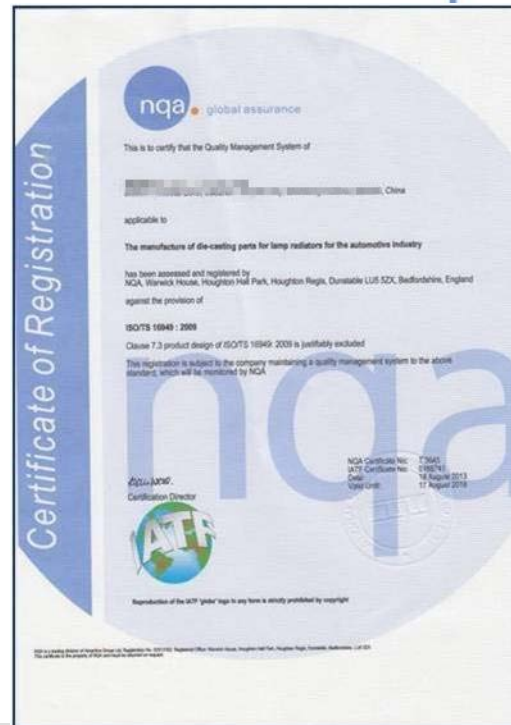 Certificate of Registration
nqa. global assurance
This is to certify that the Quality Management System of
, China
applicable to
The manufacture of die-casting parts for lamp radiators for the automotive industry
has been assessed and registered by
NQA, Warwick House, Houghton Hall Park, Houghton Regis, Dunstable LU5 5ZX, Bedfordshire, England
against the provision of
ISO/TS 16949 : 2009
Clause 7.3 product design of ISO/TS 16949: 2009 is justifiably excluded
This registration is subject to the company maintaining a quality management system to the above
standard, which will be monitored by NQA
nqa
NQA Certificate No:
IATF Certificate No:
Date: August 2013
Valid Until: 17 August
Certification Director
IATF
Reproduction of the IATF 'globe' logo in any form is strictly prohibited by copyright